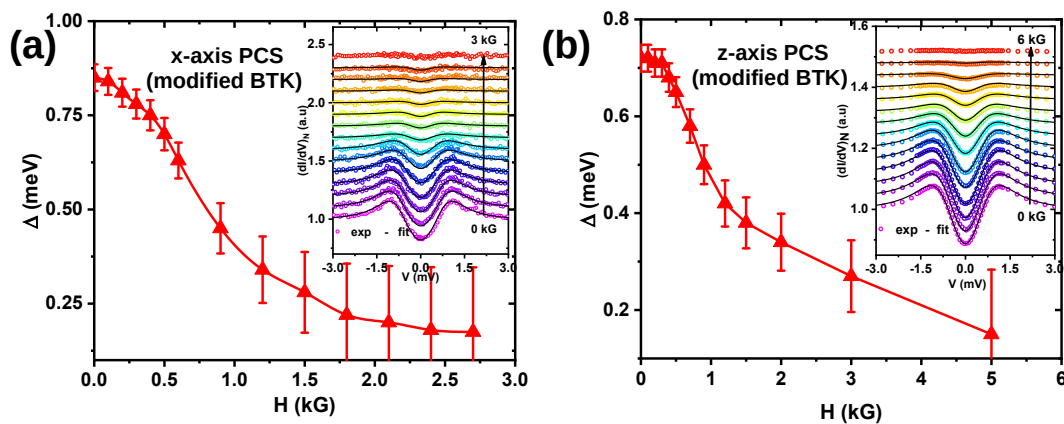 (a)
x-axis PCS
(modified BTK)
Δ (meV)
1.00
0.75
0.50
0.25
0.0 0.5 1.0 1.5 2.0 2.5 3.0
H (kG)
3 kG
(dI/dV)N (a.u)
2.5
2.0
1.5
1.0
0 kG
exp - fit
-3.0 -1.5 0.0 1.5 3.0
V (mV)
(b)
z-axis PCS
(modified BTK)
Δ (meV)
0.8
0.6
0.4
0.2
0 1 2 3 4 5 6
H (kG)
6 kG
(dI/dV)N (a.u)
1.6
1.4
1.2
1.0
0 kG
exp - fit
-3.0 -1.5 0.0 1.5 3.0
V (mV)